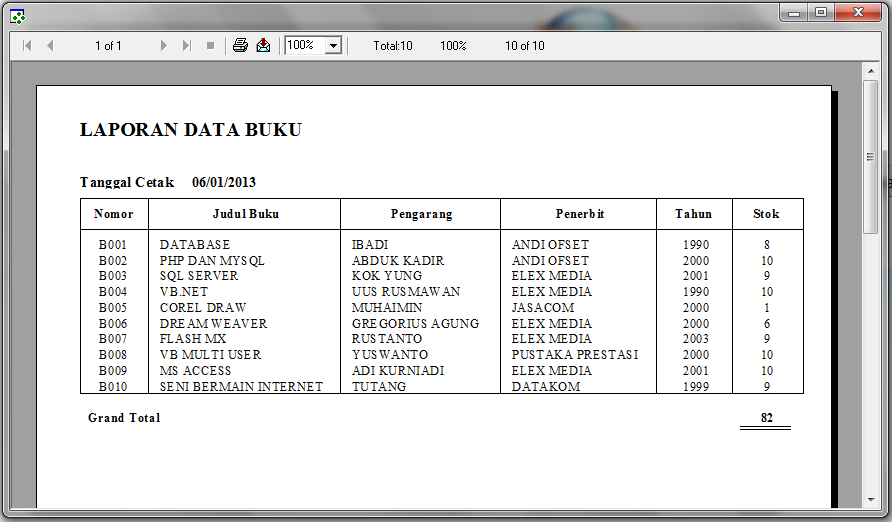 1 of 1 100% Total:10 100% 10 of 10
LAPORAN DATA BUKU
Tanggal Cetak 06/01/2013
Nomor Judul Buku Pengarang Penerbit Tahun Stok
B001 DATABASE IBADI ANDI OFSET 1990 8
B002 PHP DAN MYSQL ABDUK KADIR ANDI OFSET 2000 10
B003 SQL SERVER KOK YUNG ELEX MEDIA 2001 9
B004 VB.NET UUS RUSMAWAN ELEX MEDIA 1990 10
B005 COREL DRAW MUHAIMIN JASACOM 2000 1
B006 DREAM WEAVER GREGORIUS AGUNG ELEX MEDIA 2000 6
B007 FLASH MX RUSTANTO ELEX MEDIA 2003 9
B008 VB MULTI USER YUSWANTO PUSTAKA PRESTASI 2000 10
B009 MS ACCESS ADI KURNIADI ELEX MEDIA 2001 10
B010 SENI BERMAIN INTERNET TUTANG DATAKOM 1999 9
Grand Total 82